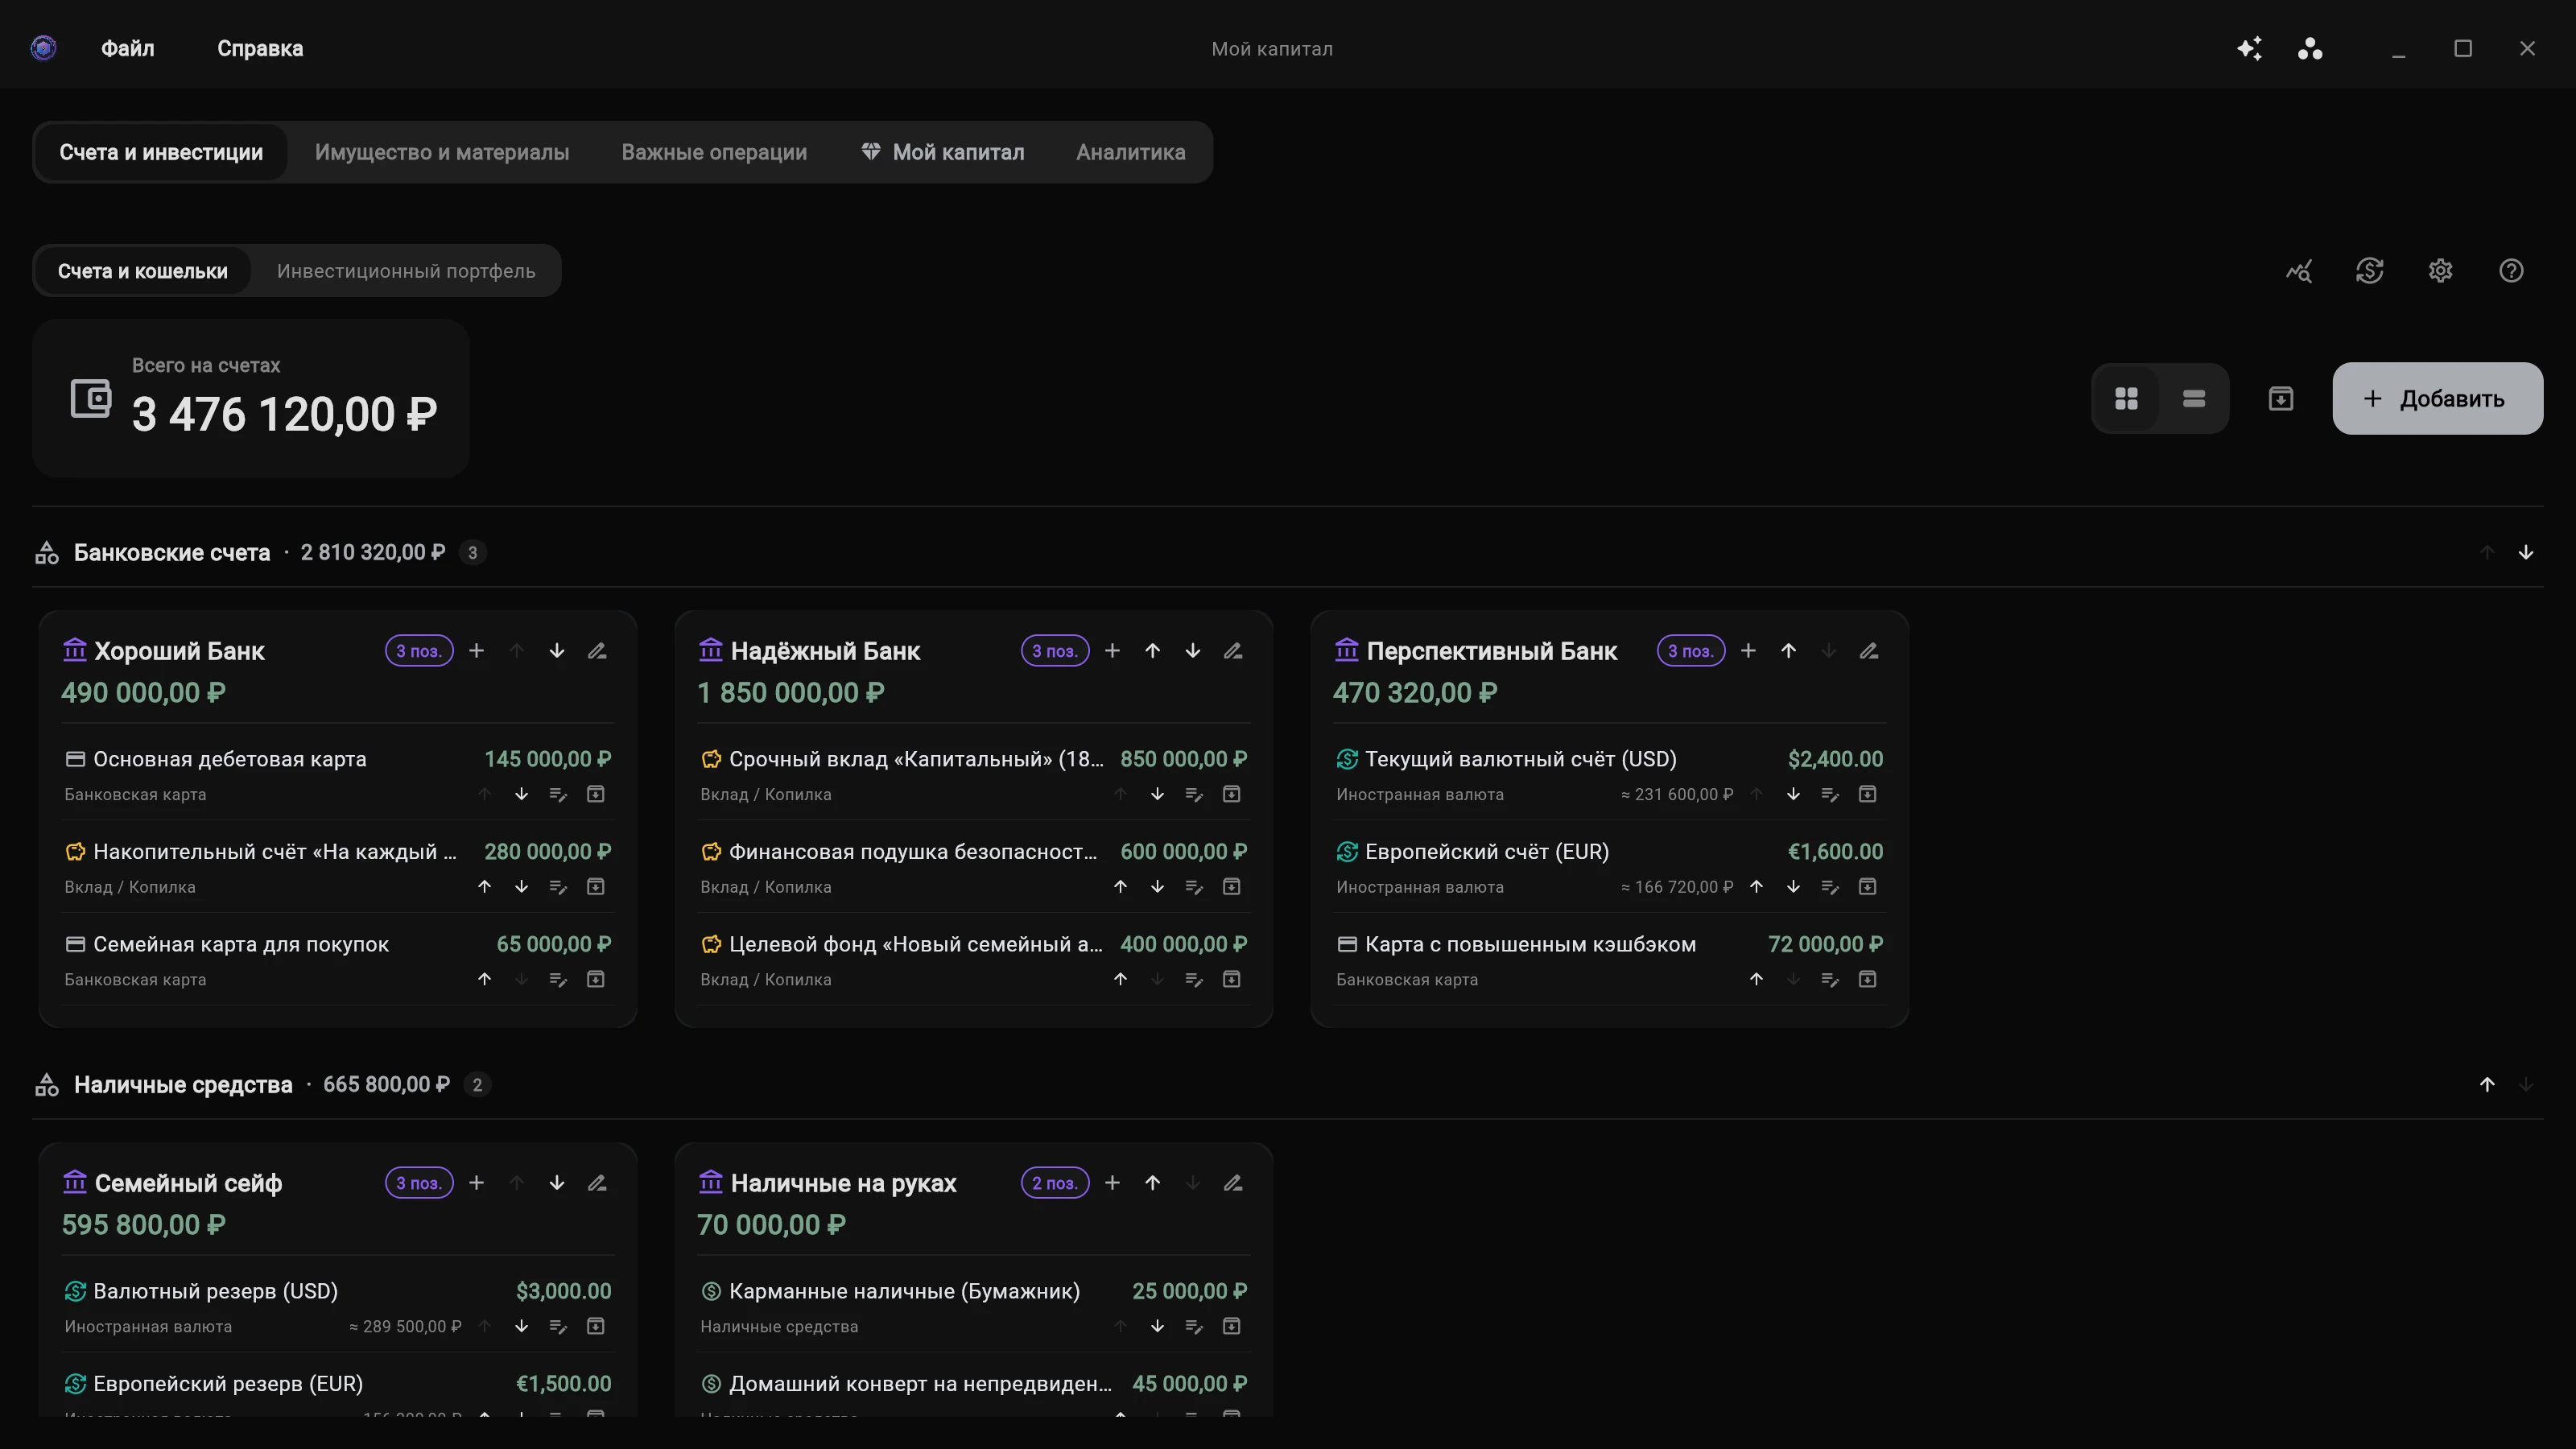 Файл Справка Мой капитал
Счета и инвестиции Имущество и материалы Важные операции Мой капитал Аналитика
Счета и кошельки Инвестиционный портфель
Всего на счетах
3 476 120,00 ₽
Добавить
Банковские счета · 2 810 320,00 ₽ 3
Хороший Банк 3 поз.
490 000,00 ₽
Основная дебетовая карта 145 000,00 ₽
Банковская карта
Накопительный счёт «На каждый ... 280 000,00 ₽
Вклад / Копилка
Семейная карта для покупок 65 000,00 ₽
Банковская карта
Надёжный Банк 3 поз.
1 850 000,00 ₽
Срочный вклад «Капитальный» (18... 850 000,00 ₽
Вклад / Копилка
Финансовая подушка безопасност... 600 000,00 ₽
Вклад / Копилка
Целевой фонд «Новый семейный а... 400 000,00 ₽
Вклад / Копилка
Перспективный Банк 3 поз.
470 320,00 ₽
Текущий валютный счёт (USD) $2,400.00
Иностранная валюта ≈ 231 600,00 ₽
Европейский счёт (EUR) €1,600.00
Иностранная валюта ≈ 166 720,00 ₽
Карта с повышенным кэшбэком 72 000,00 ₽
Банковская карта
Наличные средства · 665 800,00 ₽ 2
Семейный сейф 3 поз.
595 800,00 ₽
Валютный резерв (USD) $3,000.00
Иностранная валюта ≈ 289 500,00 ₽
Европейский резерв (EUR) €1,500.00
Наличные на руках 2 поз.
70 000,00 ₽
Карманные наличные (Бумажник) 25 000,00 ₽
Наличные средства
Домашний конверт на непредвиден... 45 000,00 ₽